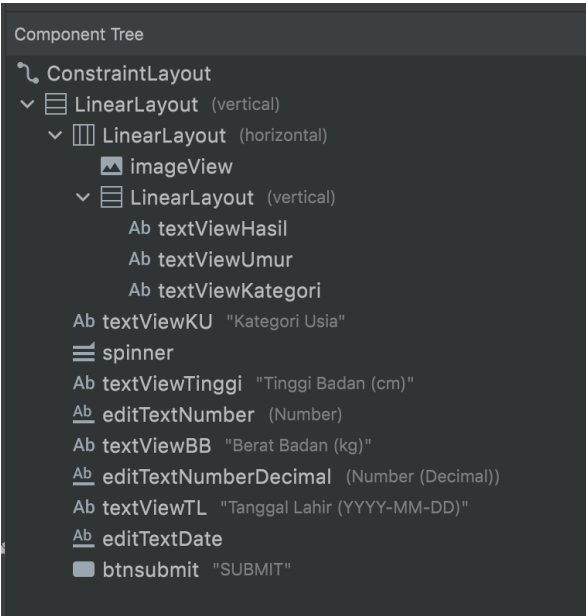 Component Tree
ConstraintLayout
LinearLayout (vertical)
LinearLayout (horizontal)
imageView
LinearLayout (vertical)
Ab textViewHasil
Ab textViewUmur
Ab textViewKategori
Ab textViewKU "Kategori Usia"
spinner
Ab textViewTinggi "Tinggi Badan (cm)"
Ab editTextNumber (Number)
Ab textViewBB "Berat Badan (kg)"
Ab editTextNumberDecimal (Number (Decimal))
Ab textViewTL "Tanggal Lahir (YYYY-MM-DD)"
Ab editTextDate
btnsubmit "SUBMIT"